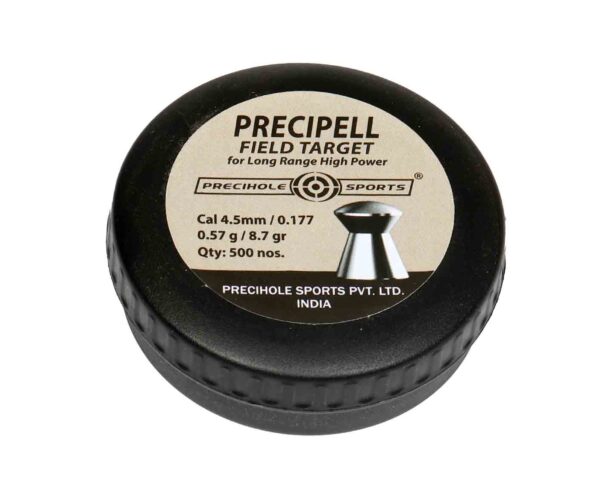 PRECIPELL
FIELD TARGET
for Long Range High Power
PRECIHOLE SPORTS ®
Cal 4.5mm / 0.177
0.57 g / 8.7 gr
Qty: 500 nos.
PRECIHOLE SPORTS PVT. LTD.
INDIA